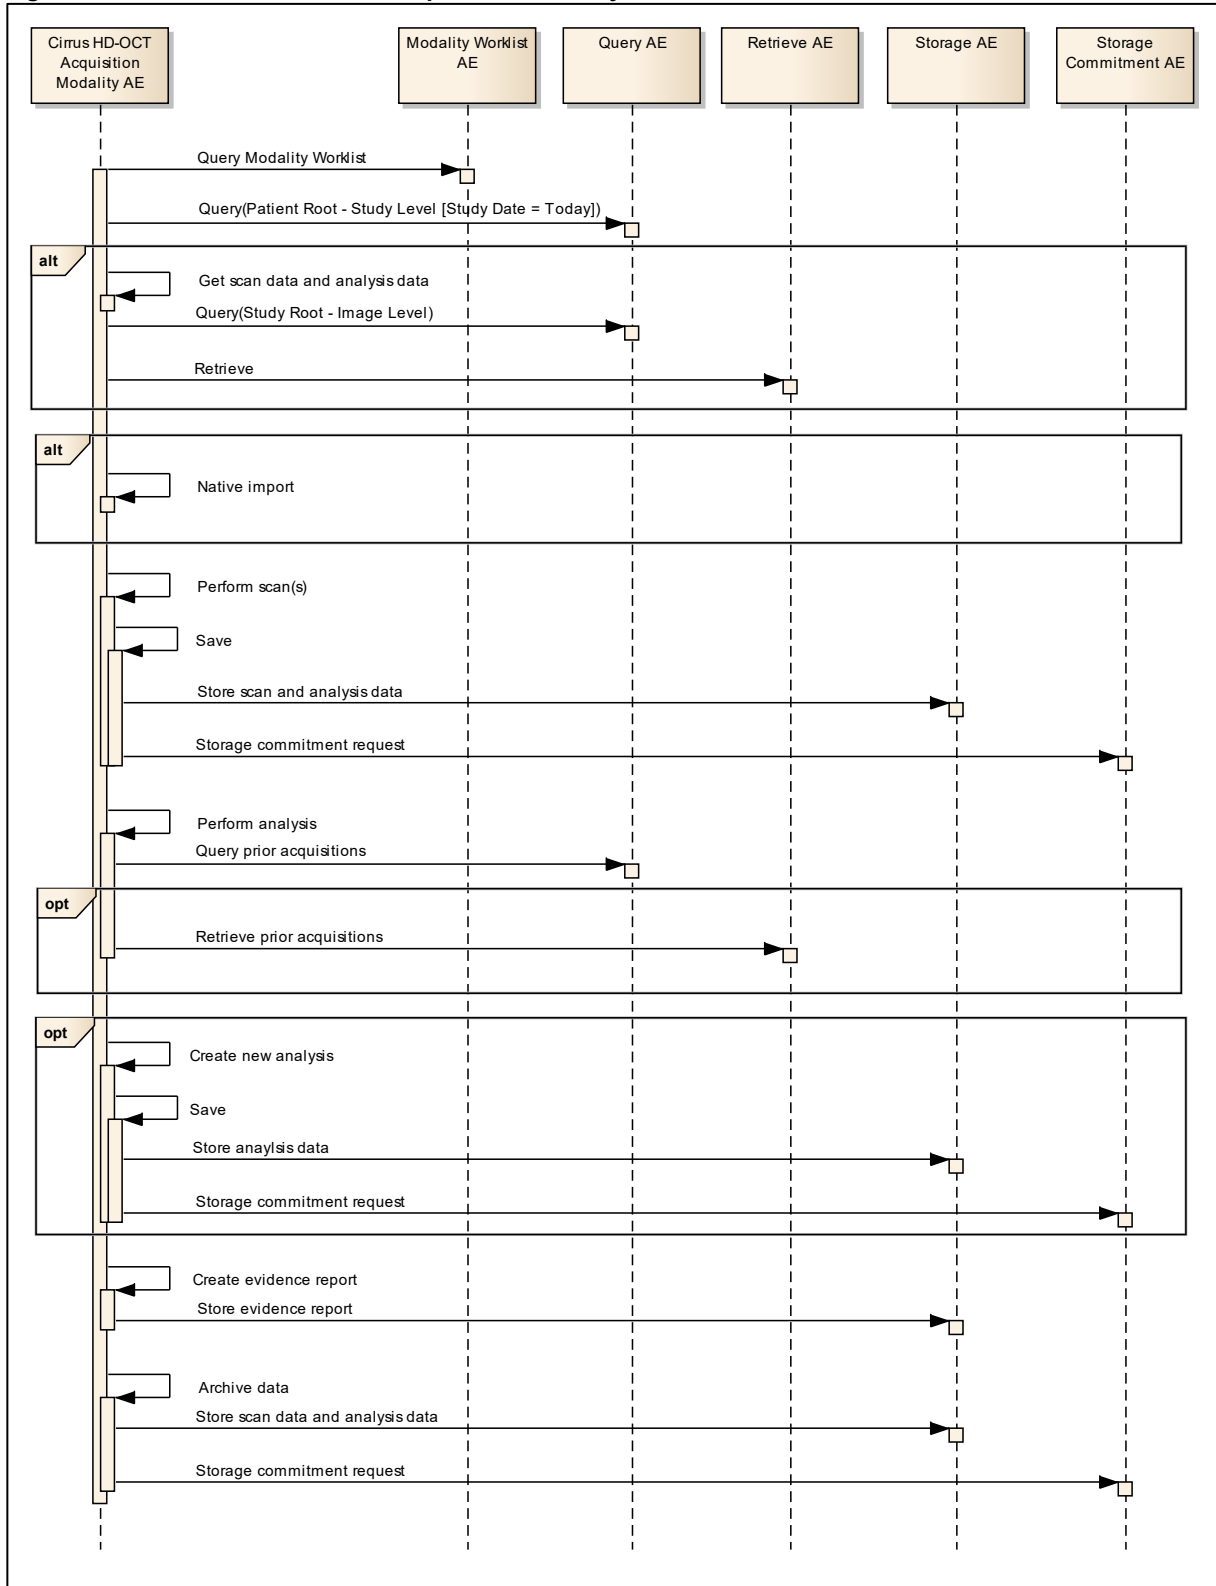 Cirrus HD-OCT
Acquisition
Modality AE
Modality Worklist
AE
Query AE
Retrieve AE
Storage AE
Storage
Commitment AE
Query Modality Worklist
Query(Patient Root - Study Level [Study Date = Today])
alt
Get scan data and analysis data
Query(Study Root - Image Level)
Retrieve
alt
Native import
Perform scan(s)
Save
Store scan and analysis data
Storage commitment request
Perform analysis
Query prior acquisitions
opt
Retrieve prior acquisitions
opt
Create new analysis
Save
Store anaylsis data
Storage commitment request
Create evidence report
Store evidence report
Archive data
Store scan data and analysis data
Storage commitment request